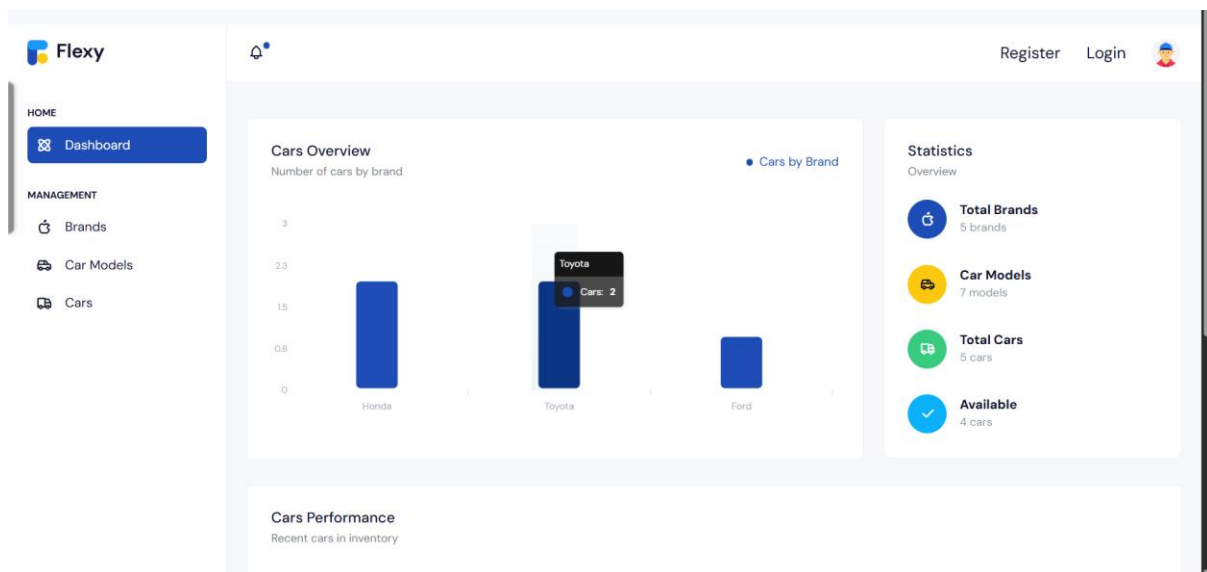 Flexy
Register Login
HOME
Dashboard
MANAGEMENT
Brands
Car Models
Cars
Cars Overview
Number of cars by brand
Cars by Brand
3
2.3
1.5
0.8
0
Toyota
Cars: 2
Honda Toyota Ford
Statistics
Overview
Total Brands
5 brands
Car Models
7 models
Total Cars
5 cars
Available
4 cars
Cars Performance
Recent cars in inventory